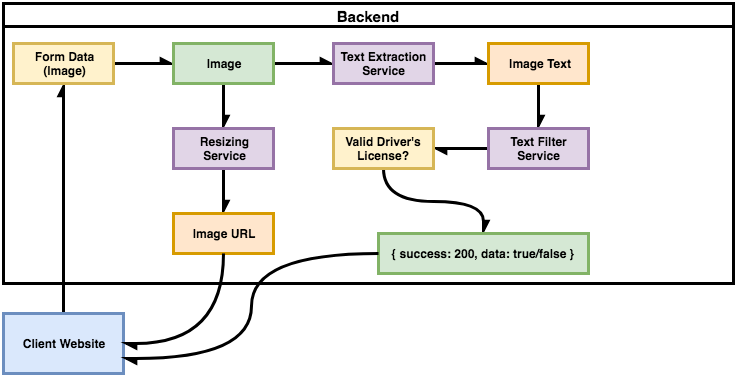 Backend
Form Data
(Image)
Image
Text Extraction
Service
Image Text
Resizing
Service
Valid Driver's
License?
Text Filter
Service
Image URL
{ success: 200, data: true/false }
Client Website